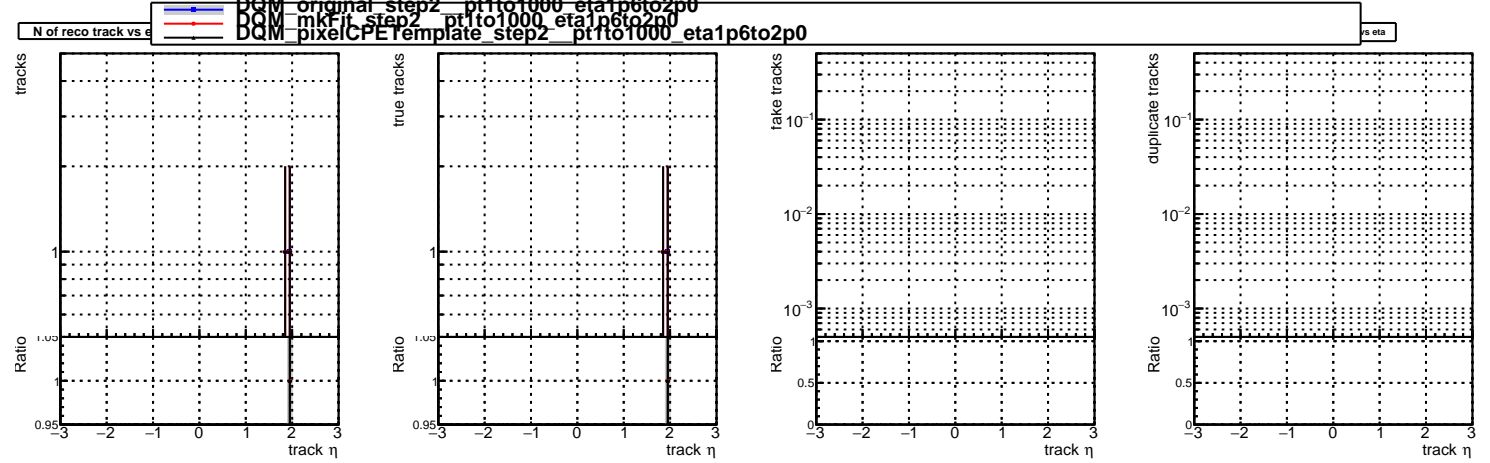 DQM_original_step2__pt1to1000_eta1p6to2p0
DQM_mkFit_step2__pt1to1000_eta1p6to2p0
DQM_pixelCPETemplate_step2__pt1to1000_eta1p6to2p0
N of reco track vs e
vs eta
tracks
1
Ratio
1.05
1
0.95
−3 −2 −1 0 1 2 3
track η
true tracks
1
Ratio
1.05
1
0.95
−3 −2 −1 0 1 2 3
track η
fake tracks
10−1
10−2
10−3
Ratio
1
0.5
0
−3 −2 −1 0 1 2 3
track η
duplicate tracks
10−1
10−2
10−3
Ratio
1
0.5
0
−3 −2 −1 0 1 2 3
track η